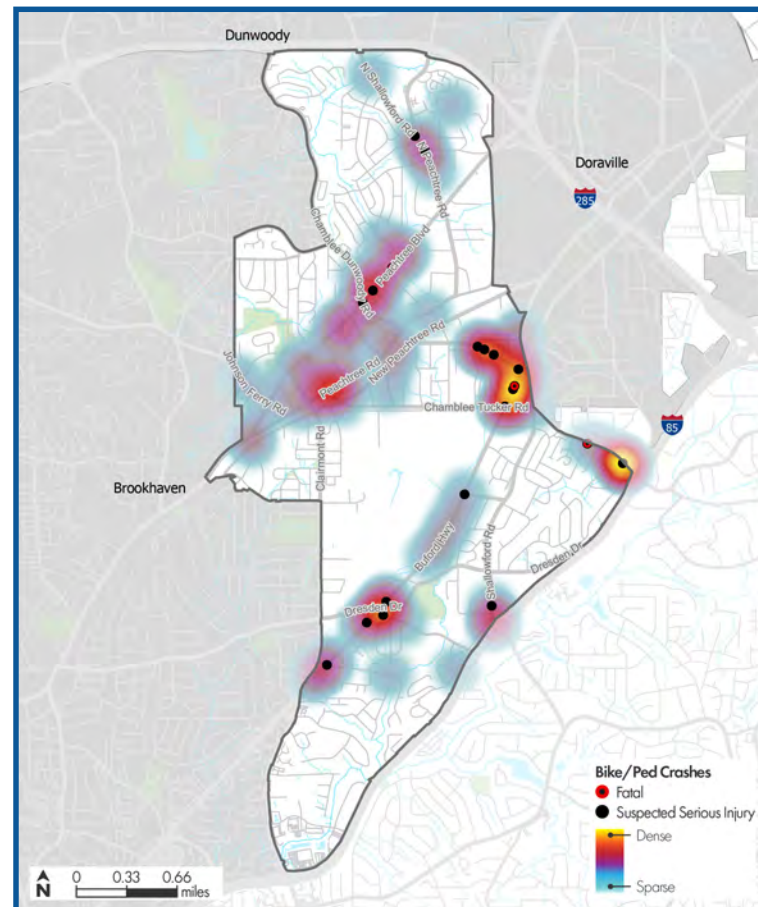 Dunwoody
N Shallowford Rd
N Peachtree Rd
Doraville
285
Chamblee Dunwoody Rd
Peachtree Blvd
Peachtree Rd
New Peachtree Rd
Johnson Ferry Rd
Chamblee Tucker Rd
85
Clairmont Rd
Brookhaven
Buford Hwy
Shallowford Rd
Dresden Dr
Dresden Dr
Bike/Ped Crashes
Fatal
Suspected Serious Injury
Dense
Sparse
N
0 0.33 0.66
miles